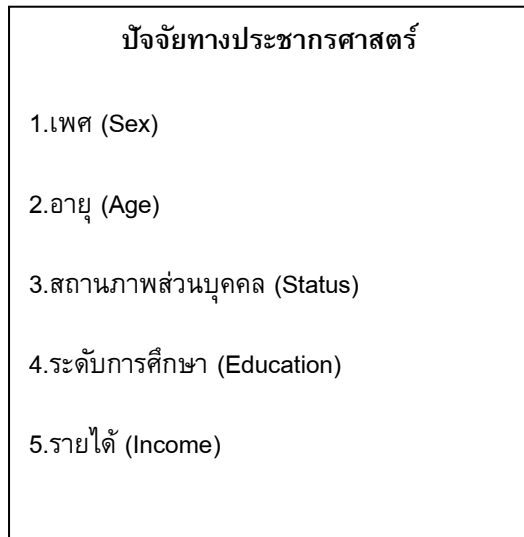 ปัจจัยทางประชากรศาสตร์
1.เพศ (Sex)
2.อายุ (Age)
3.สถานภาพส่วนบุคคล (Status)
4.ระดับการศึกษา (Education)
5.รายได้ (Income)